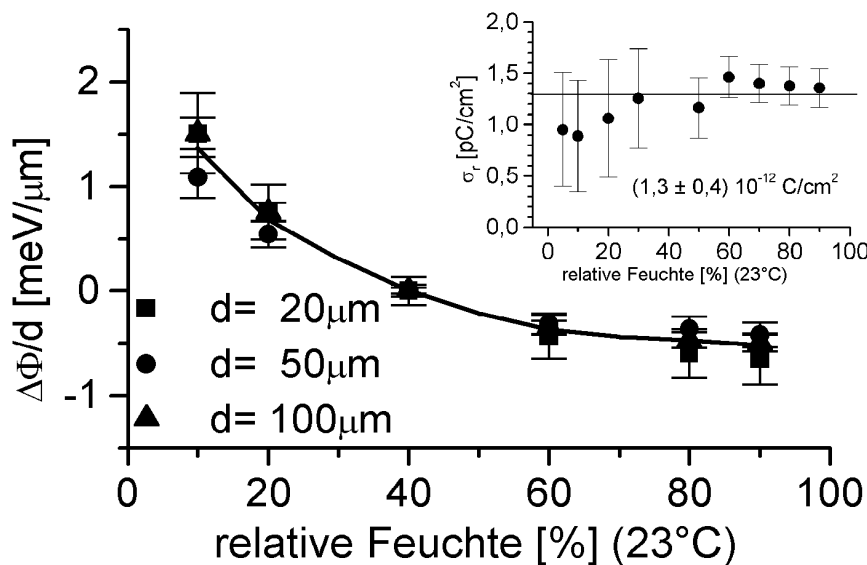 ΔΦ/d [meV/µm]
2
1
0
-1
d= 20µm
d= 50µm
d= 100µm
0 20 40 60 80 100
relative Feuchte [%] (23°C)
σr [pC/cm²]
2,0
1,5
1,0
0,5
0,0
(1,3 ± 0,4) 10⁻¹² C/cm²
0 20 40 60 80 100
relative Feuchte [%] (23°C)